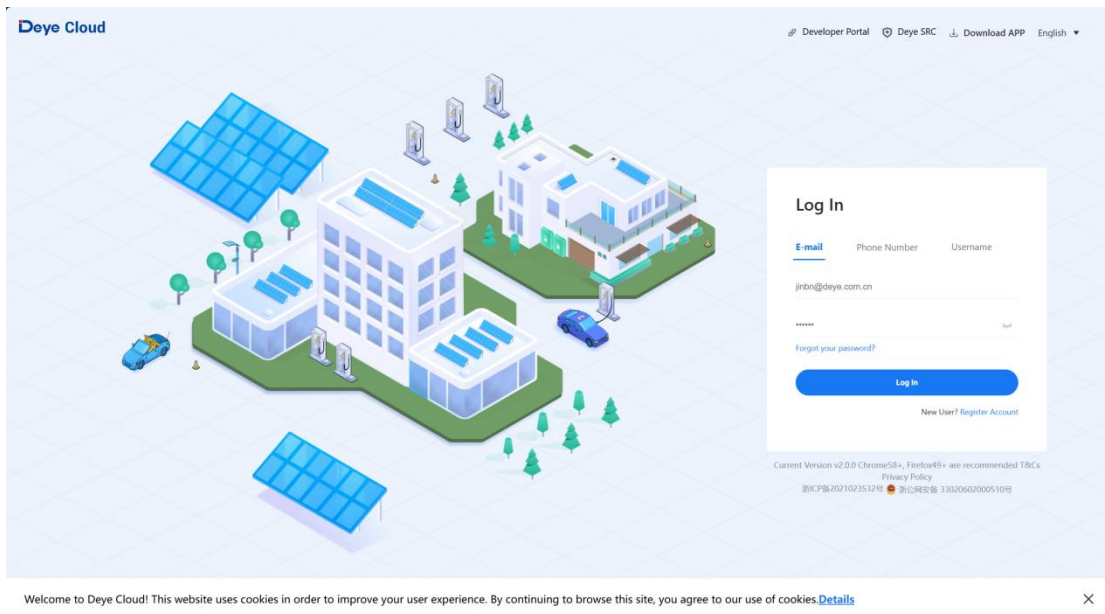 Deye Cloud
Developer Portal Deye SRC Download APP English
Log In
E-mail Phone Number Username
jinbn@deye.com.cn
••••••
Forgot your password?
Log In
New User? Register Account
Current Version v2.0.0 Chrome58+, Firefox49+ are recommended T&Cs
Privacy Policy
浙ICP备2021023532号 浙公网安备 33020602000510号
Welcome to Deye Cloud! This website uses cookies in order to improve your user experience. By continuing to browse this site, you agree to our use of cookies.Details